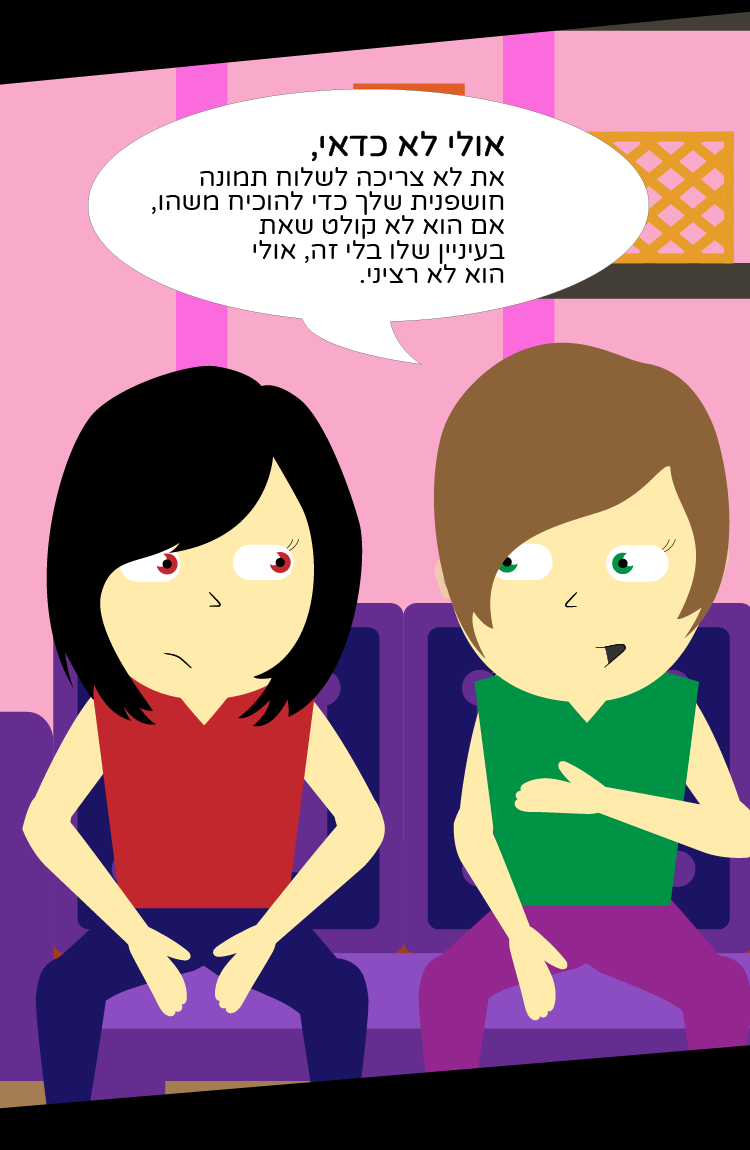 אולי לא כדאי,
את לא צריכה לשלוח תמונה
חושפנית שלך כדי להוכיח משהו,
אם הוא לא קולט שאת
בעיניין שלו בלי זה, אולי
הוא לא רציני.